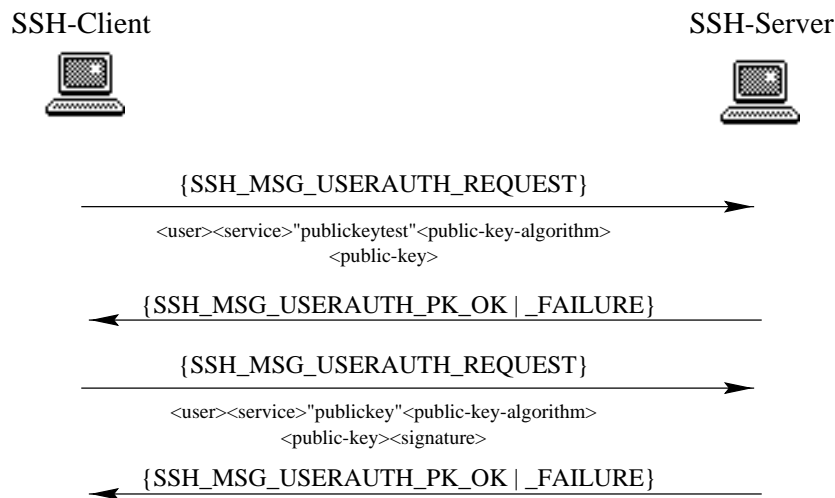 SSH-Client
SSH-Server
{SSH_MSG_USERAUTH_REQUEST}
<user><service>"publickeytest"<public-key-algorithm>
<public-key>
{SSH_MSG_USERAUTH_PK_OK | _FAILURE}
{SSH_MSG_USERAUTH_REQUEST}
<user><service>"publickey"<public-key-algorithm>
<public-key><signature>
{SSH_MSG_USERAUTH_PK_OK | _FAILURE}